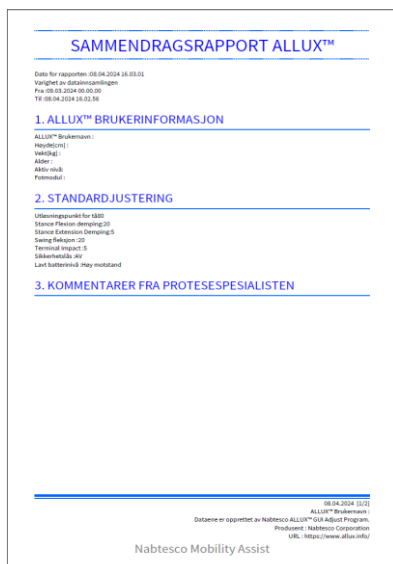 SAMMENDRAGSRAPPORT ALLUX™
Dato for rapporten :08.04.2024 16.03.01
Varighet av datainnsamlingen
Fra :09.03.2024 00.00.00
Til :08.04.2024 16.02.56
1. ALLUX™ BRUKERINFORMASJON
ALLUX™ Brukernavn :
Høyde[cm] :
Vekt[kg] :
Alder :
Aktiv nivå:
Fotmodul :
2. STANDARDJUSTERING
Utløsningspunkt for tå80
Stance Flexion demping:20
Stance Extension Demping:5
Swing fleksjon :20
Terminal Impact :5
Sikkerhetslås :AV
Lavt batterinivå :Høy motstand
3. KOMMENTARER FRA PROTESESPESIALISTEN
08.04.2024 [1/2]
ALLUX™ Brukernavn :
Dataene er opprettet av Nabtesco ALLUX™ GUI Adjust Program.
Produsent : Nabtesco Corporation
URL : https://www.allux.info/
Nabtesco Mobility Assist